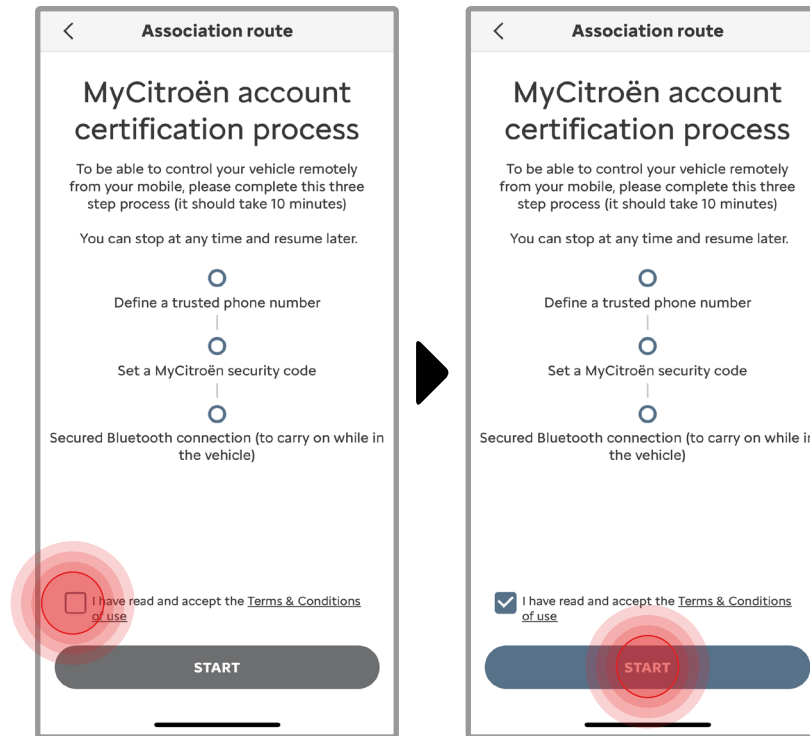 Association route
MyCitroën account
certification process
To be able to control your vehicle remotely
from your mobile, please complete this three
step process (it should take 10 minutes)
You can stop at any time and resume later.
Define a trusted phone number
Set a MyCitroën security code
Secured Bluetooth connection (to carry on while in
the vehicle)
I have read and accept the Terms & Conditions
of use
START
Association route
MyCitroën account
certification process
To be able to control your vehicle remotely
from your mobile, please complete this three
step process (it should take 10 minutes)
You can stop at any time and resume later.
Define a trusted phone number
Set a MyCitroën security code
Secured Bluetooth connection (to carry on while in
the vehicle)
I have read and accept the Terms & Conditions
of use
START